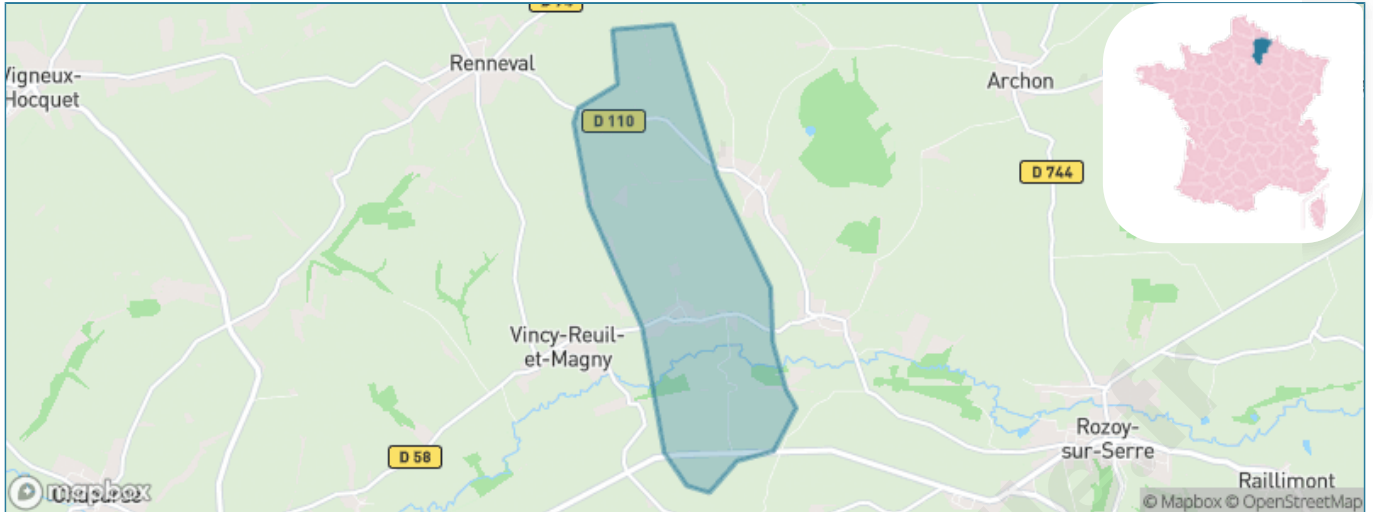 Renneval
Vigneux-
Hocquet
Archon
D 110
D 744
Vincy-Reuil-
et-Magny
D 58
Rozoy-
sur-Serre
Raillimont
mapbox
© Mapbox © OpenStreetMap